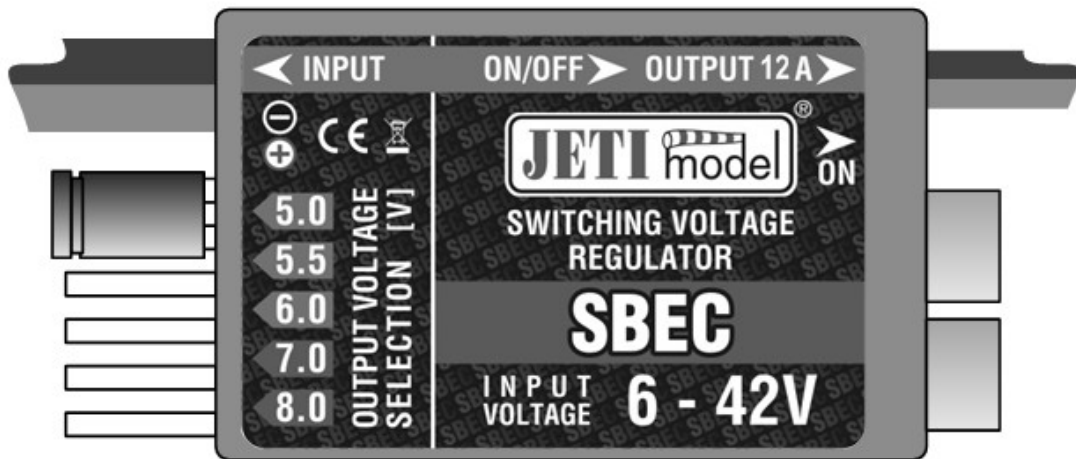 INPUT ON/OFF OUTPUT 12 A
- CE
+
JETI model ®
ON
5.0
5.5
6.0
7.0
8.0
OUTPUT VOLTAGE
SELECTION [V]
SWITCHING VOLTAGE
REGULATOR
SBEC
INPUT
VOLTAGE
6 - 42V